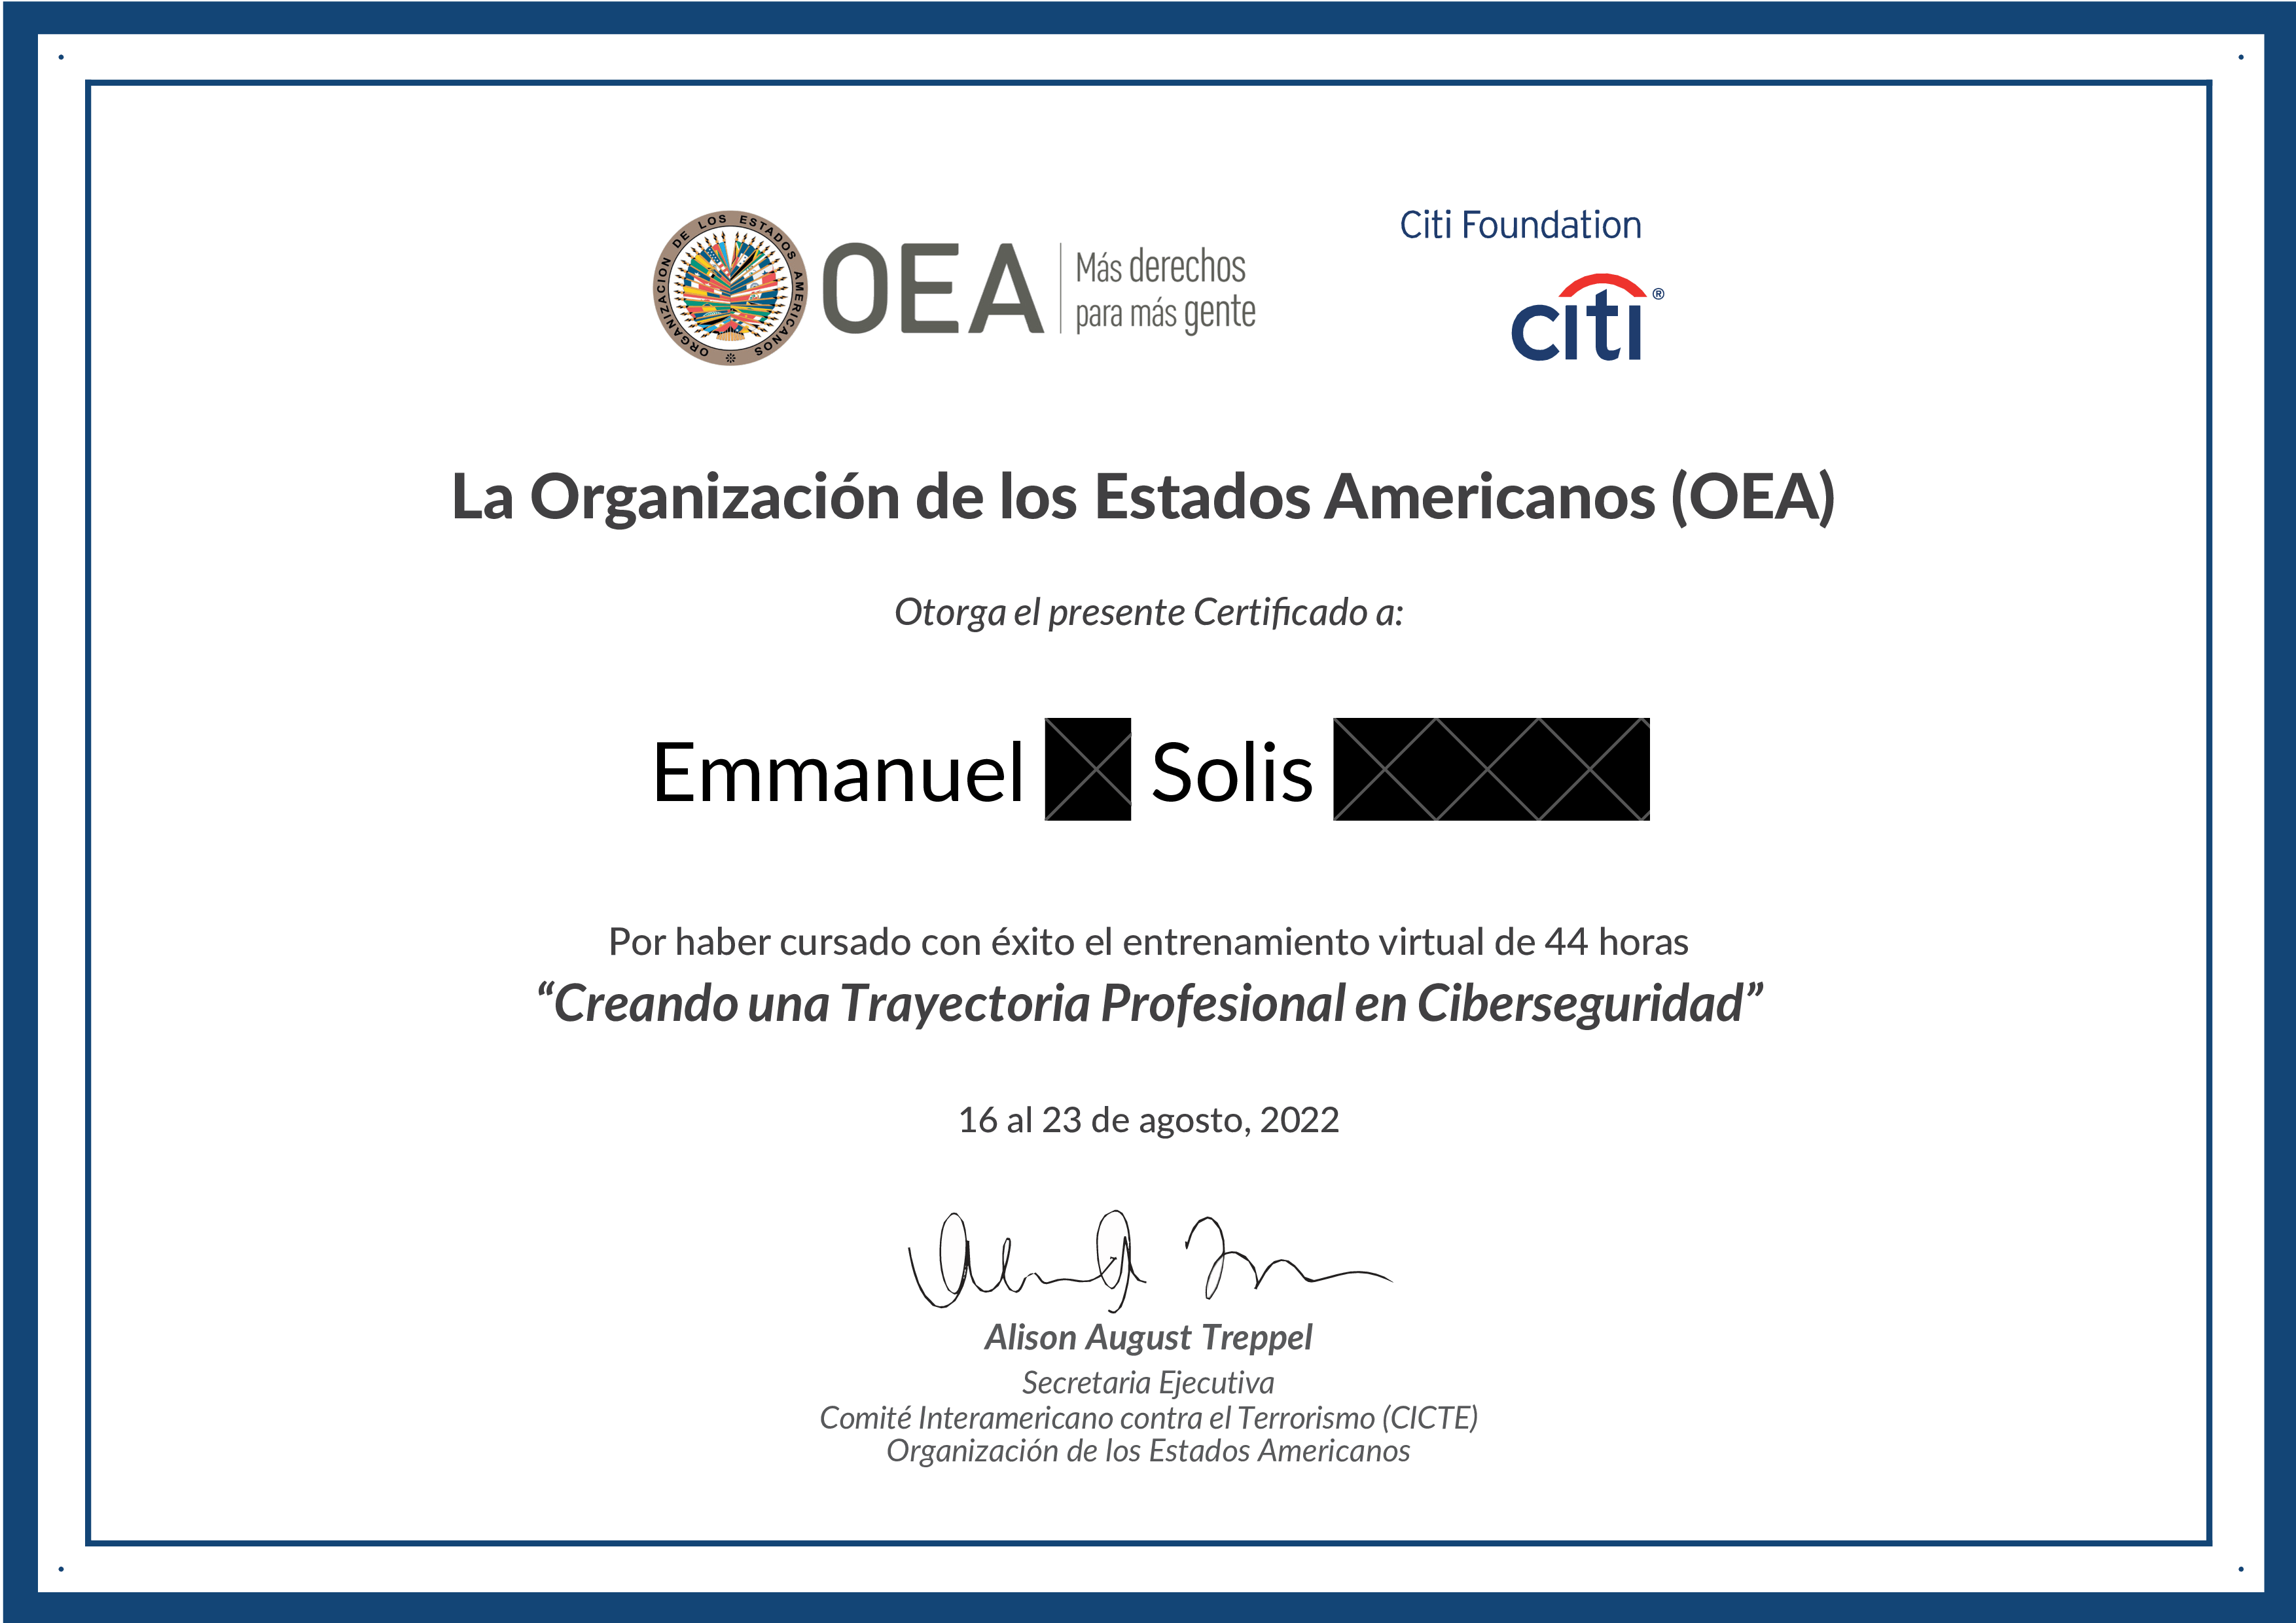 ORGANIZACION DE LOS ESTADOS AMERICANOS
OEA
Más derechos
para más gente
Citi Foundation
citi®
La Organización de los Estados Americanos (OEA)
Otorga el presente Certificado a:
Emmanuel Solis
Por haber cursado con éxito el entrenamiento virtual de 44 horas
“Creando una Trayectoria Profesional en Ciberseguridad”
16 al 23 de agosto, 2022
Alison August Treppel
Secretaria Ejecutiva
Comité Interamericano contra el Terrorismo (CICTE)
Organización de los Estados Americanos